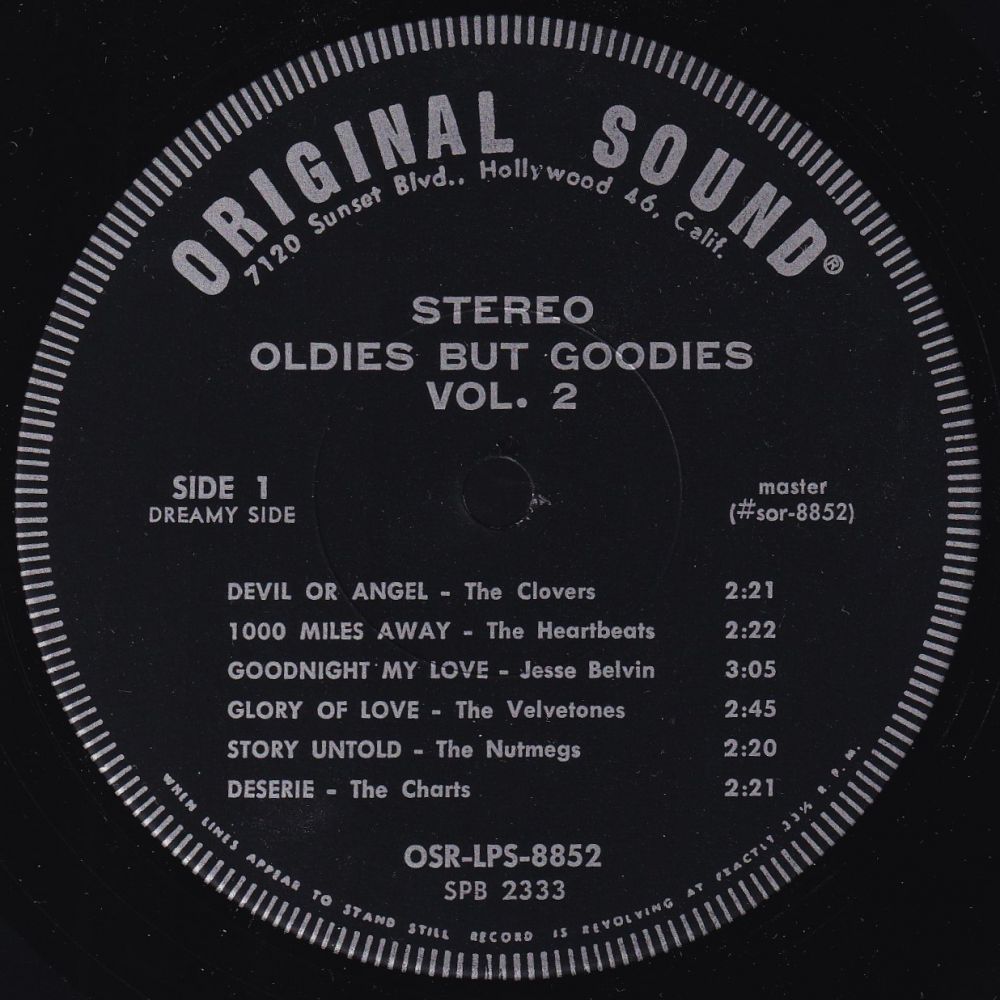 ORIGINAL SOUND®
7120 Sunset Blvd., Hollywood 46, Calif.
STEREO
OLDIES BUT GOODIES
VOL. 2
SIDE 1
DREAMY SIDE
master
(#sor-8852)
DEVIL OR ANGEL - The Clovers 2:21
1000 MILES AWAY - The Heartbeats 2:22
GOODNIGHT MY LOVE - Jesse Belvin 3:05
GLORY OF LOVE - The Velvetones 2:45
STORY UNTOLD - The Nutmegs 2:20
DESERIE - The Charts 2:21
OSR-LPS-8852
SPB 2333
WHEN LINES APPEAR TO STAND STILL RECORD IS REVOLVING AT EXACTLY 33⅓ R. P. M.